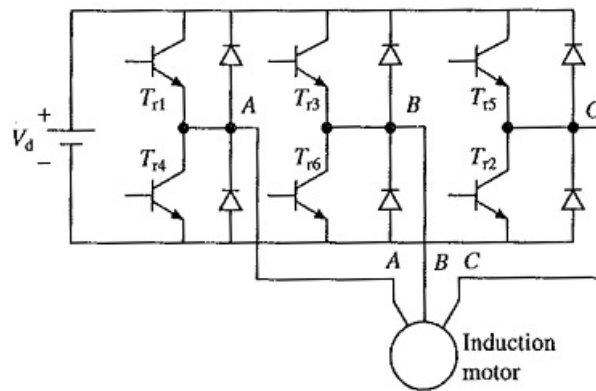 A
B
C
T_r1
T_r3
T_r5
+
V_d
−
T_r4
T_r6
T_r2
A B C
Induction
motor